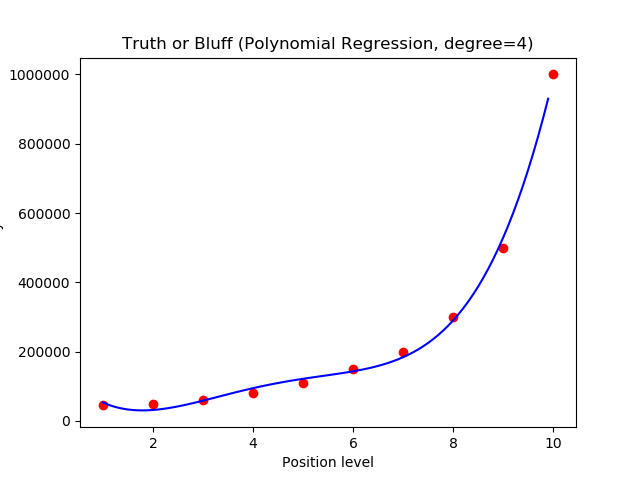 Truth or Bluff (Polynomial Regression, degree=4)
1000000
800000
600000
400000
200000
0
2 4 6 8 10
Position level